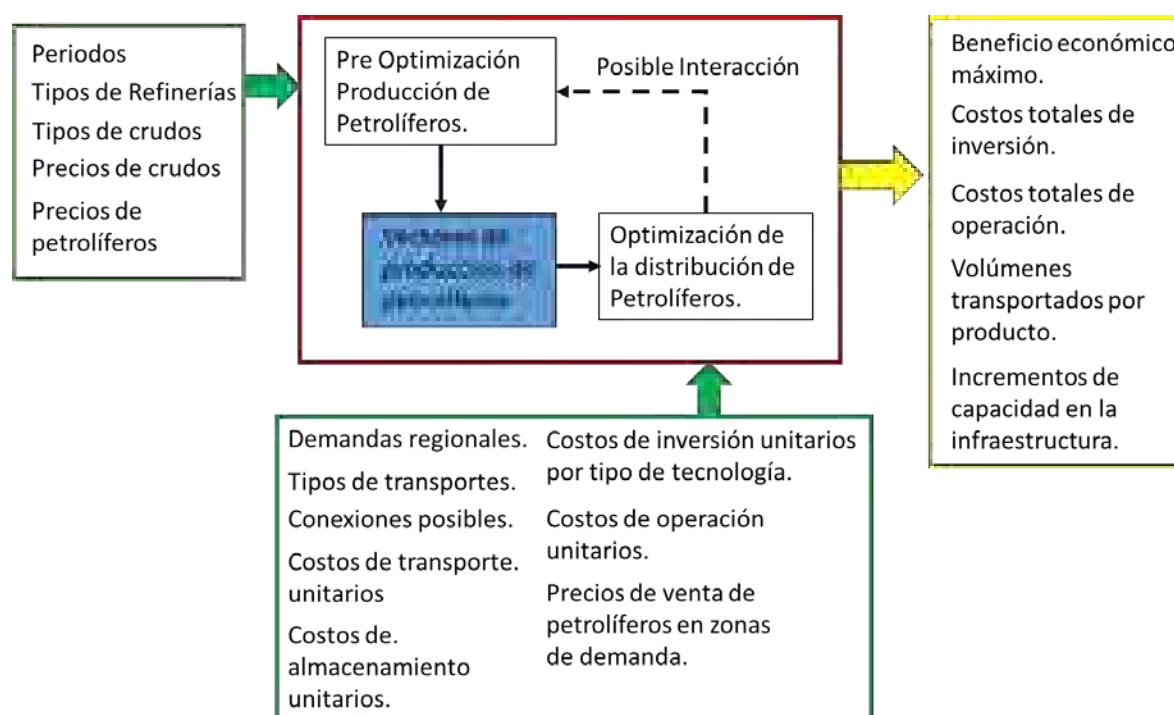 Periodos
Tipos de Refinerías
Tipos de crudos
Precios de crudos
Precios de
petrolíferos
Pre Optimización
Producción de
Petrolíferos.
Posible Interacción
producción de
petrolíferos
Optimización de
la distribución de
Petrolíferos.
Beneficio económico
máximo.
Costos totales de
inversión.
Costos totales de
operación.
Volúmenes
transportados por
producto.
Incrementos de
capacidad en la
infraestructura.
Demandas regionales.
Tipos de transportes.
Conexiones posibles.
Costos de transporte.
unitarios
Costos de.
almacenamiento
unitarios.
Costos de inversión unitarios
por tipo de tecnología.
Costos de operación
unitarios.
Precios de venta de
petrolíferos en zonas
de demanda.